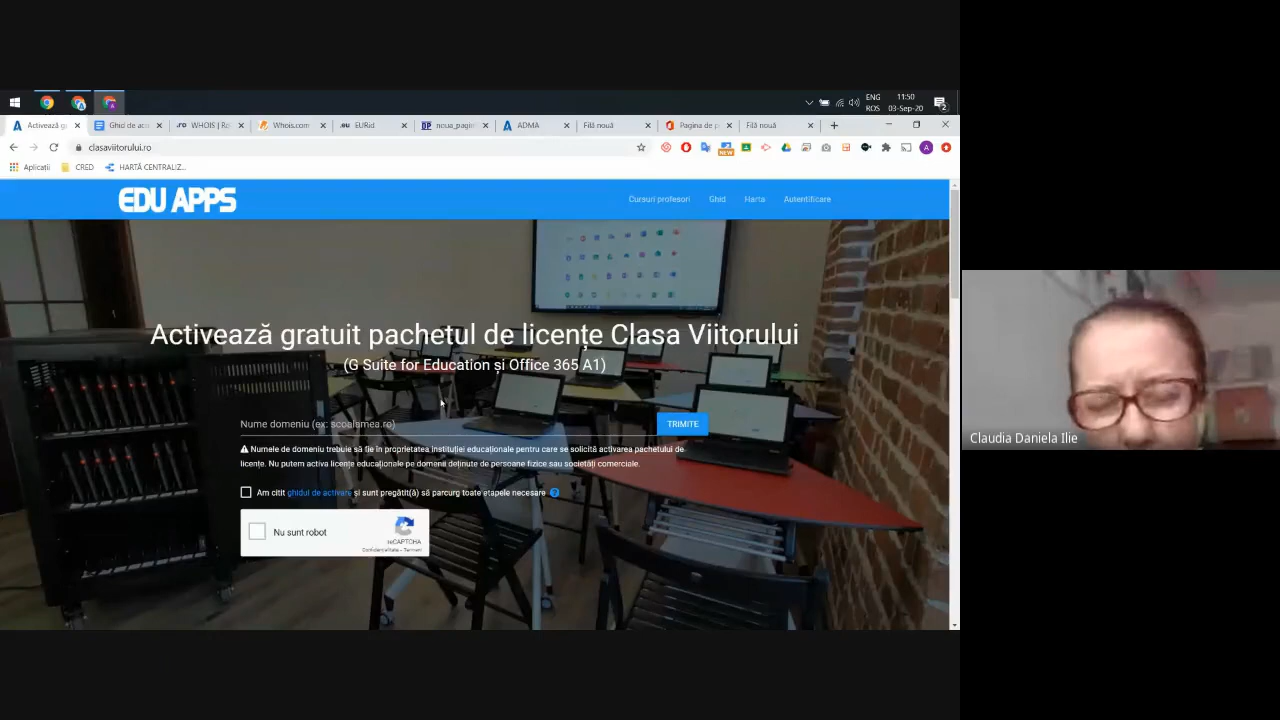 ENG
ROS
11:50
03-Sep-20
2
Ghid de ac
WHOIS | Ro
Whois.com
.eu EURid
ADMA
Filă nouă
Pagina de p
Filă nouă
clasaviitorului.ro
NEW
A
Aplicații
CRED
HARTĂ CENTRALIZ...
EDU APPS
Cursuri profesori
Ghid
Harta
Autentificare
Activează gratuit pachetul de licențe Clasa Viitorului
(G Suite for Education și Office 365 A1)
Nume domeniu (ex: scoalamea.ro)
TRIMITE
Numele de domeniu trebuie să fie în proprietatea instituției educaționale pentru care se solicită activarea pachetului de
licențe. Nu putem activa licențe educaționale pe domenii deținute de persoane fizice sau societăți comerciale.
Am citit ghidul de activare și sunt pregătit(ă) să parcurg toate etapele necesare
Nu sunt robot
reCAPTCHA
Confidențialitate - Termeni
Claudia Daniela Ilie